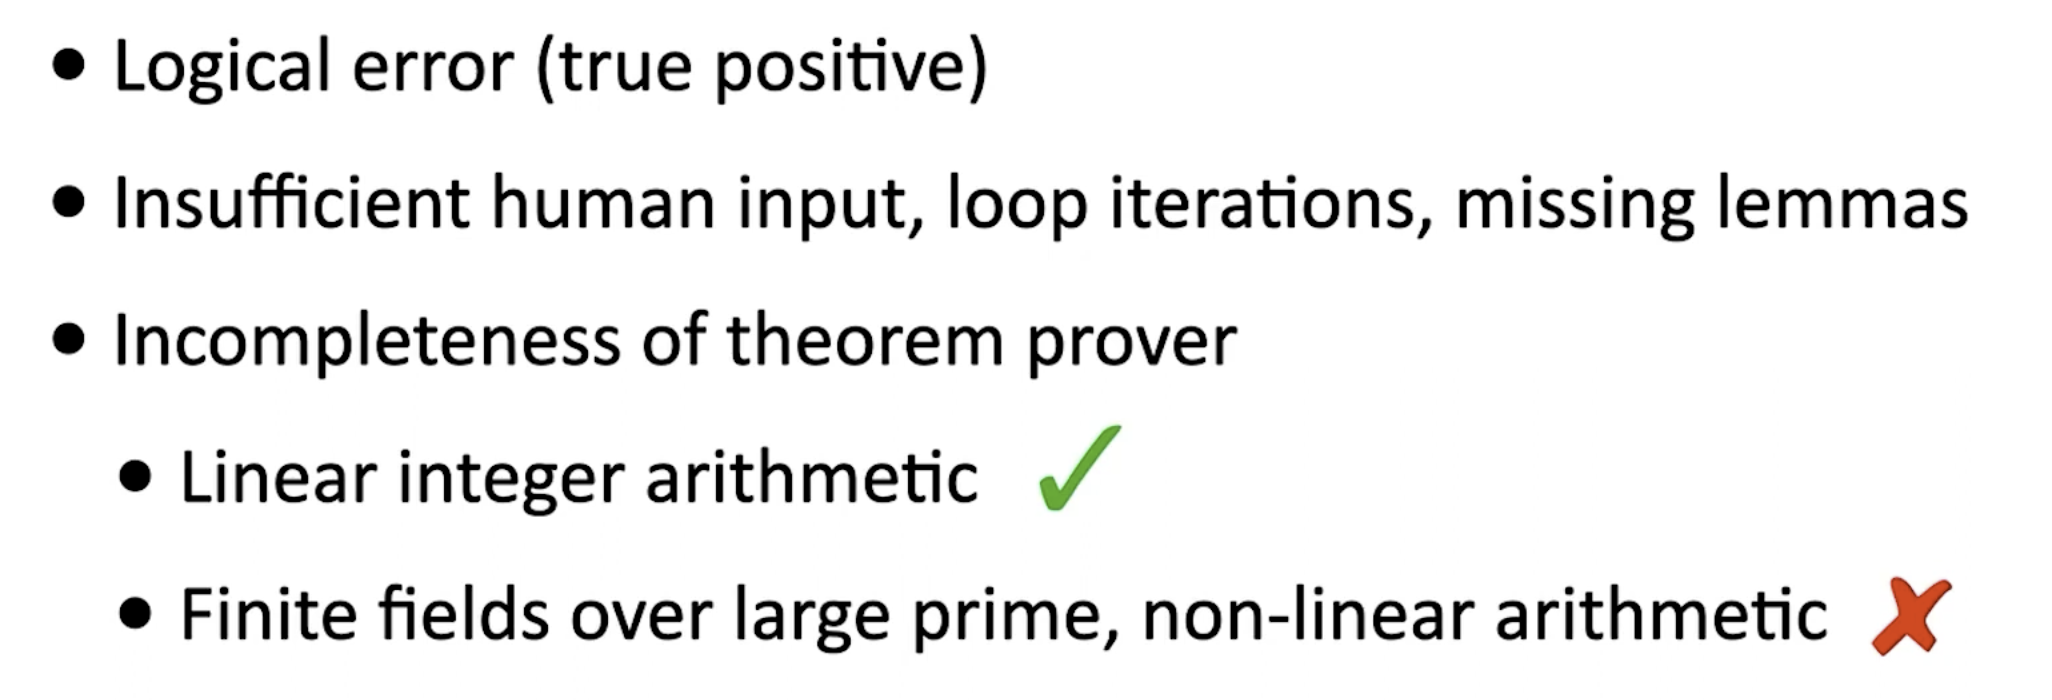 • Logical error (true positive)
• Insufficient human input, loop iterations, missing lemmas
• Incompleteness of theorem prover
• Linear integer arithmetic ✓
• Finite fields over large prime, non-linear arithmetic ✗